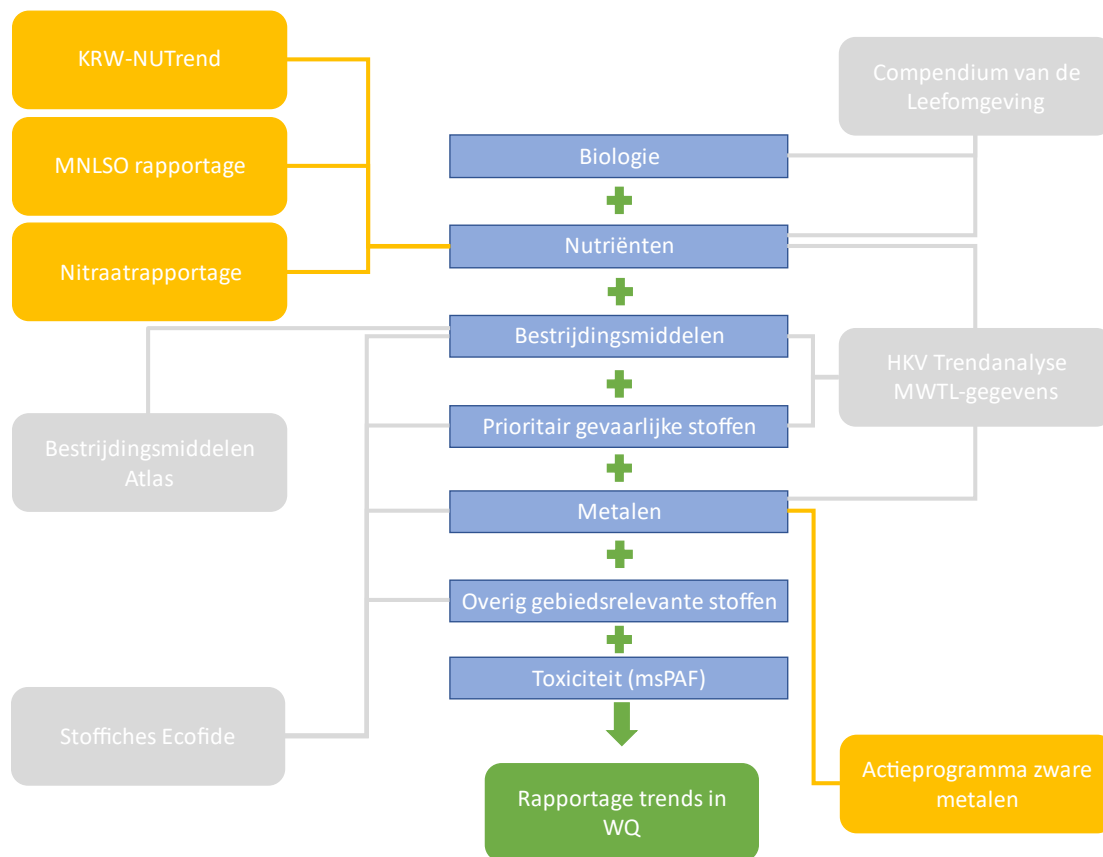 KRW-NUTrend
MNLSO rapportage
Nitraatrapportage
Compendium van de
Leefomgeving
Biologie
Nutriënten
Bestrijdingsmiddelen
HKV Trendanalyse
MWTL-gegevens
Prioritair gevaarlijke stoffen
Bestrijdingsmiddelen
Atlas
Metalen
Overig gebiedsrelevante stoffen
Toxiciteit (msPAF)
Stoffiches Ecofide
Actieprogramma zware
metalen
Rapportage trends in
WQ